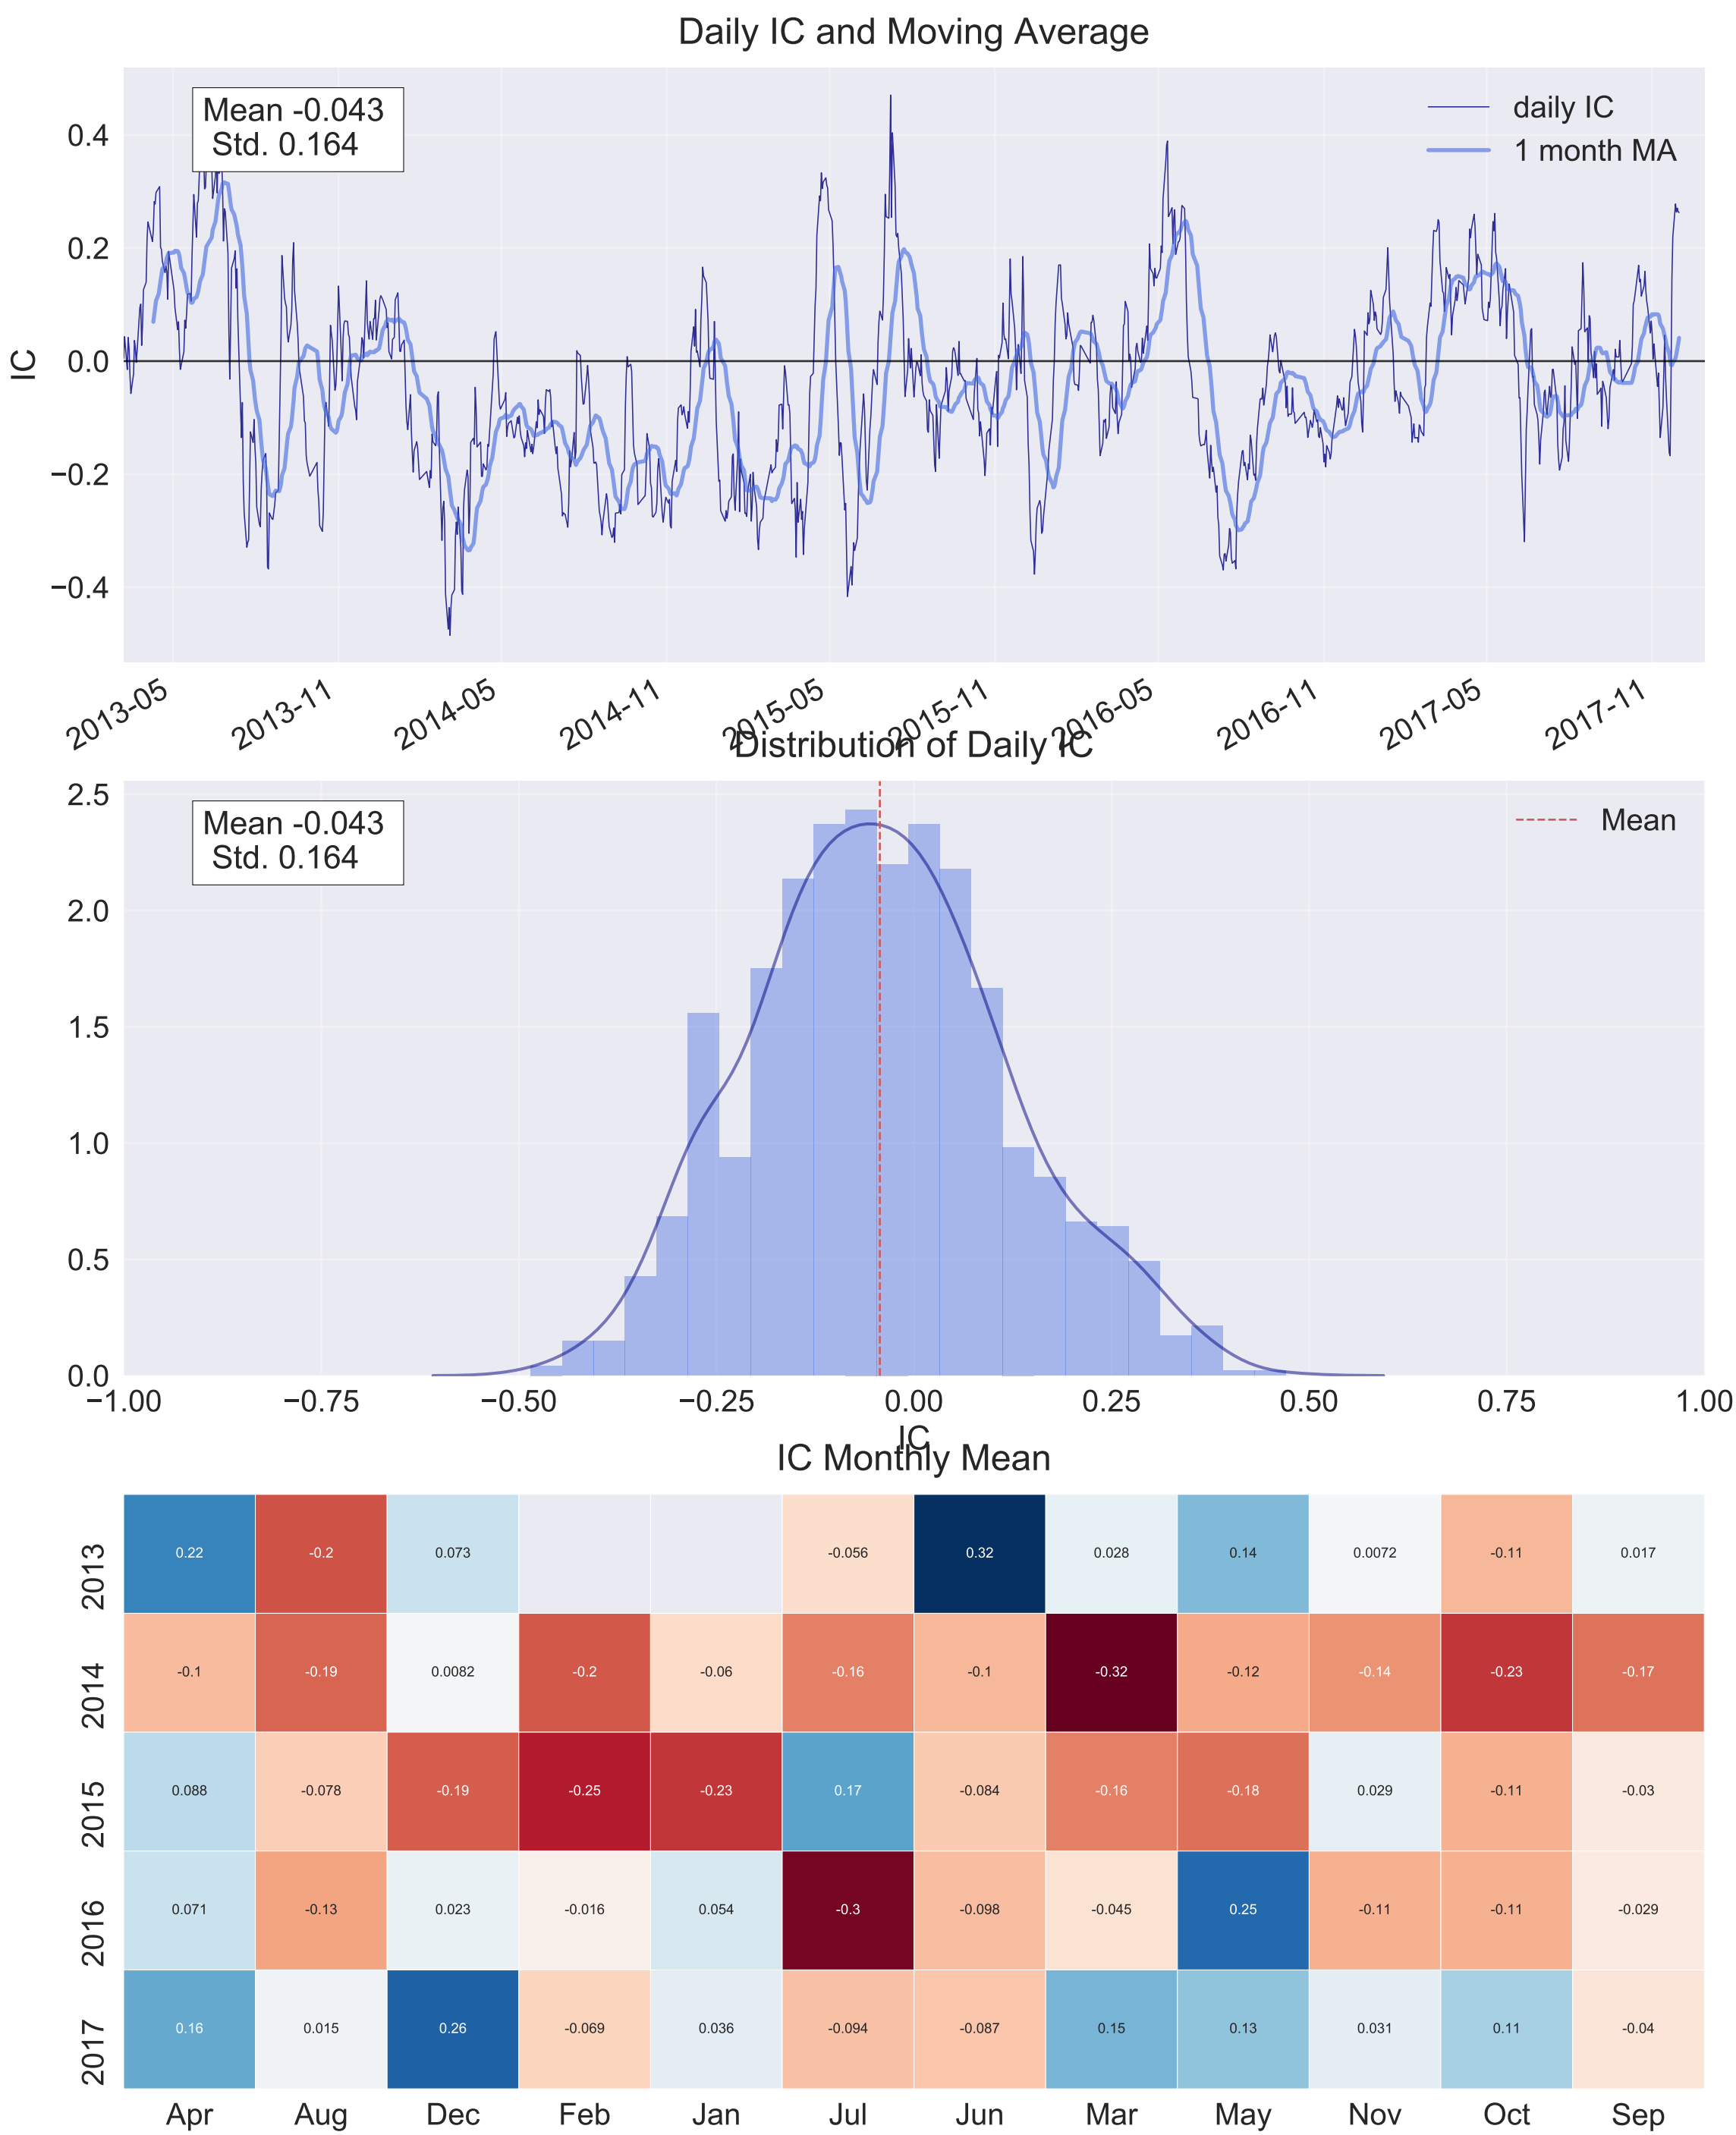 Daily IC and Moving Average
Mean -0.043
Std. 0.164
daily IC
1 month MA
0.4
0.2
0.0
−0.2
−0.4
IC
2013-05 2013-11 2014-05 2014-11 2015-05 2015-11 2016-05 2016-11 2017-05 2017-11
Distribution of Daily IC
Mean -0.043
Std. 0.164
Mean
2.5
2.0
1.5
1.0
0.5
0.0
−1.00 −0.75 −0.50 −0.25 0.00 0.25 0.50 0.75 1.00
IC
IC Monthly Mean
2013 0.22 -0.2 0.073 -0.056 0.32 0.028 0.14 0.0072 -0.11 0.017
2014 -0.1 -0.19 0.0082 -0.2 -0.06 -0.16 -0.1 -0.32 -0.12 -0.14 -0.23 -0.17
2015 0.088 -0.078 -0.19 -0.25 -0.23 0.17 -0.084 -0.16 -0.18 0.029 -0.11 -0.03
2016 0.071 -0.13 0.023 -0.016 0.054 -0.3 -0.098 -0.045 0.25 -0.11 -0.11 -0.029
2017 0.16 0.015 0.26 -0.069 0.036 -0.094 -0.087 0.15 0.13 0.031 0.11 -0.04
Apr Aug Dec Feb Jan Jul Jun Mar May Nov Oct Sep